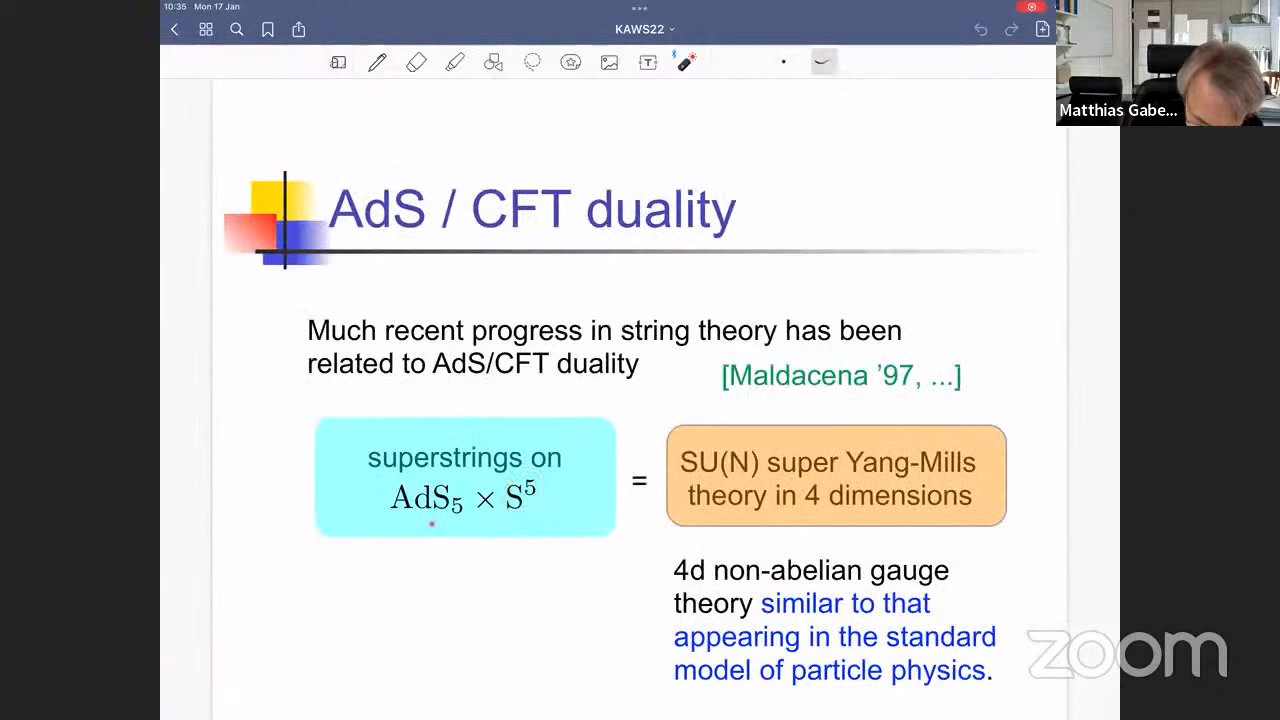 10:35 Mon 17 Jan
KAWS22
Matthias Gabe...
AdS / CFT duality
Much recent progress in string theory has been
related to AdS/CFT duality
[Maldacena ’97, ...]
superstrings on
AdS₅ × S⁵
=
SU(N) super Yang-Mills
theory in 4 dimensions
4d non-abelian gauge
theory similar to that
appearing in the standard
model of particle physics.
zoom